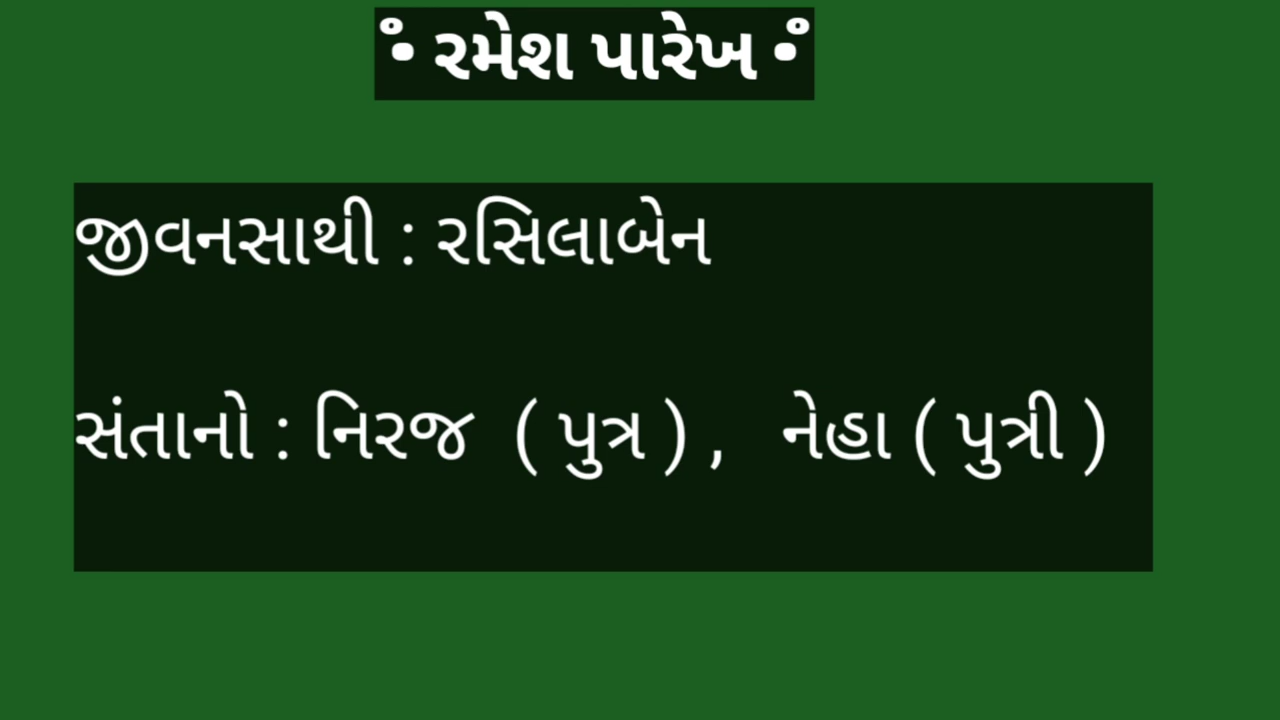 રમેશ પારેખ
જીવનસાથી : રસિલાબેન
સંતાનો : નિરજ ( પુત્ર ) , નેહા ( પુત્રી )